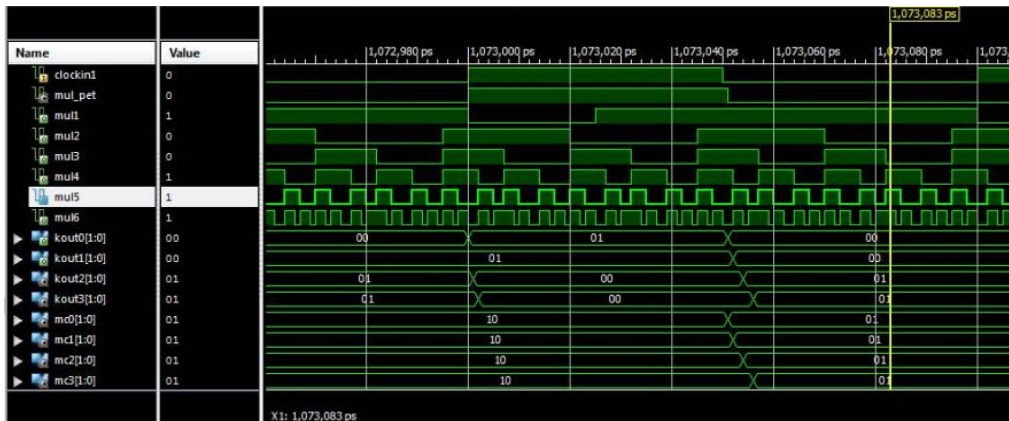 1,073,083 ps
Name Value
1,072,980 ps 1,073,000 ps 1,073,020 ps 1,073,040 ps 1,073,060 ps 1,073,080 ps 1,073,
clockin1 0
mul_pet 0
mul1 1
mul2 0
mul3 0
mul4 1
mul5 1
mul6 1
kout0[1:0] 00 00 01 00
kout1[1:0] 00 01 00
kout2[1:0] 01 01 00 01
kout3[1:0] 01 01 00 01
mc0[1:0] 01 10 01
mc1[1:0] 01 10 01
mc2[1:0] 01 10 01
mc3[1:0] 01 10 01
X1: 1,073,083 ps